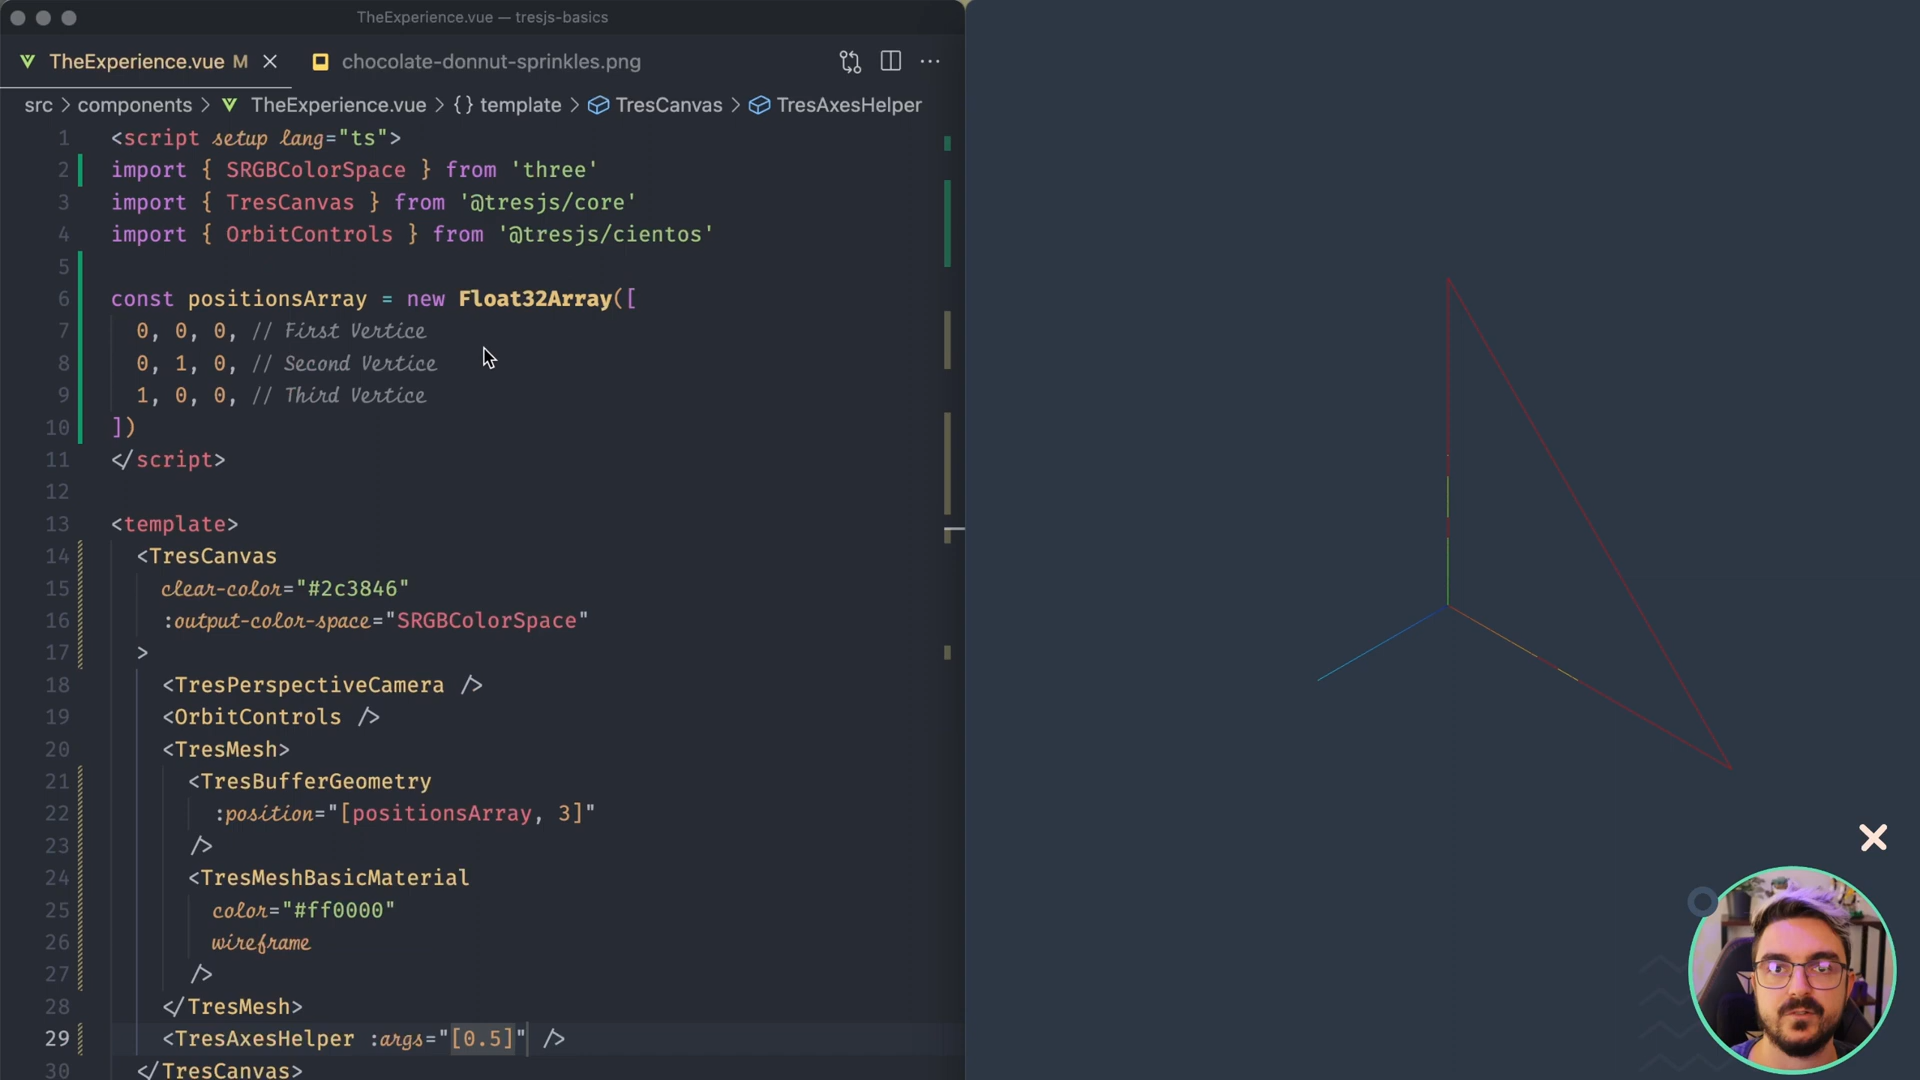 TheExperience.vue — tresjs-basics
TheExperience.vue M
chocolate-donnut-sprinkles.png
src > components > TheExperience.vue > {} template > TresCanvas > TresAxesHelper
1 <script setup lang="ts">
2 import { SRGBColorSpace } from 'three'
3 import { TresCanvas } from '@tresjs/core'
4 import { OrbitControls } from '@tresjs/cientos'
5
6 const positionsArray = new Float32Array([
7 0, 0, 0, // First Vertice
8 0, 1, 0, // Second Vertice
9 1, 0, 0, // Third Vertice
10 ])
11 </script>
12
13 <template>
14 <TresCanvas
15 clear-color="#2c3846"
16 :output-color-space="SRGBColorSpace"
17 >
18 <TresPerspectiveCamera />
19 <OrbitControls />
20 <TresMesh>
21 <TresBufferGeometry
22 :position="[positionsArray, 3]"
23 />
24 <TresMeshBasicMaterial
25 color="#ff0000"
26 wireframe
27 />
28 </TresMesh>
29 <TresAxesHelper :args="[0.5]" />
30 </TresCanvas>